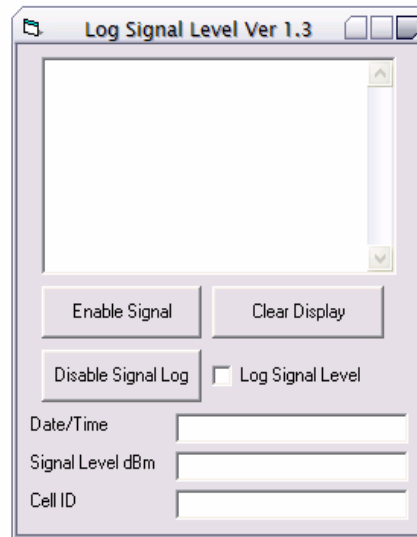 Log Signal Level Ver 1.3
Enable Signal
Clear Display
Disable Signal Log
Log Signal Level
Date/Time
Signal Level dBm
Cell ID